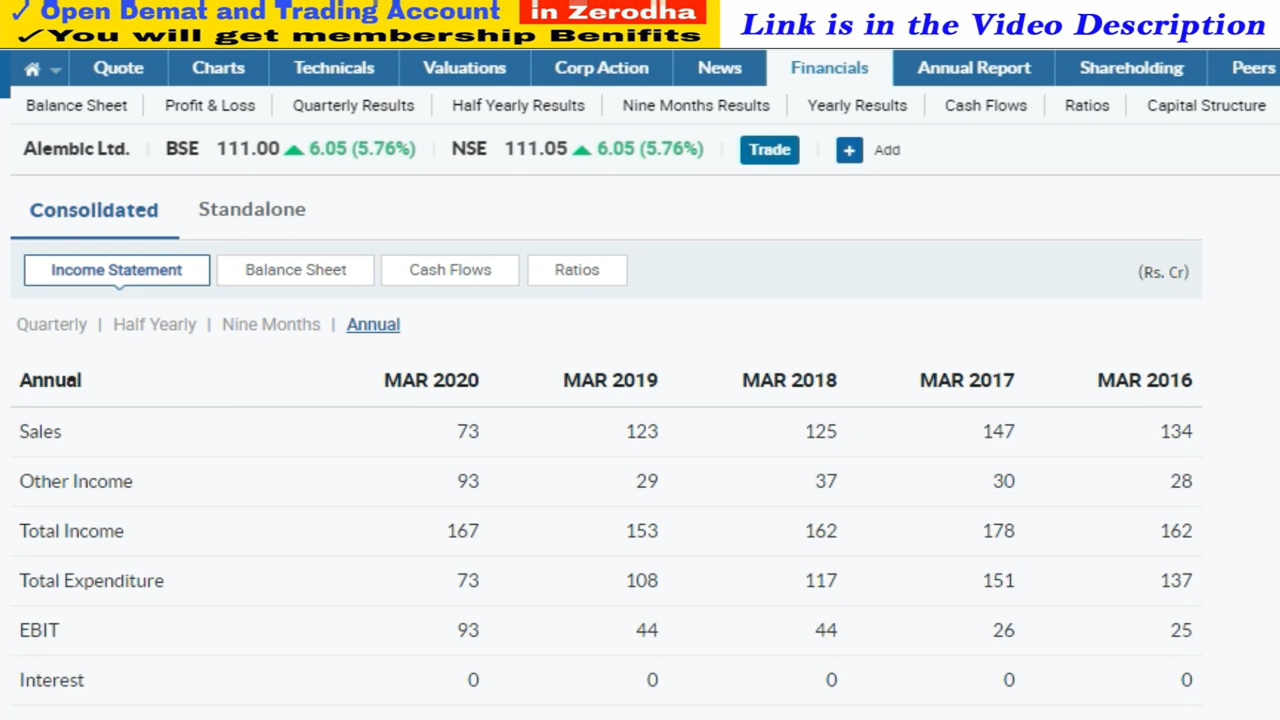 ✓ Open Demat and Trading Account in Zerodha
✓You will get membership Benifits
Link is in the Video Description
Quote Charts Technicals Valuations Corp Action News Financials Annual Report Shareholding Peers
Balance Sheet Profit & Loss Quarterly Results Half Yearly Results Nine Months Results Yearly Results Cash Flows Ratios Capital Structure
Alembic Ltd. BSE 111.00 6.05 (5.76%) NSE 111.05 6.05 (5.76%) Trade + Add
Consolidated Standalone
Income Statement Balance Sheet Cash Flows Ratios (Rs. Cr)
Quarterly | Half Yearly | Nine Months | Annual
Annual MAR 2020 MAR 2019 MAR 2018 MAR 2017 MAR 2016
Sales 73 123 125 147 134
Other Income 93 29 37 30 28
Total Income 167 153 162 178 162
Total Expenditure 73 108 117 151 137
EBIT 93 44 44 26 25
Interest 0 0 0 0 0